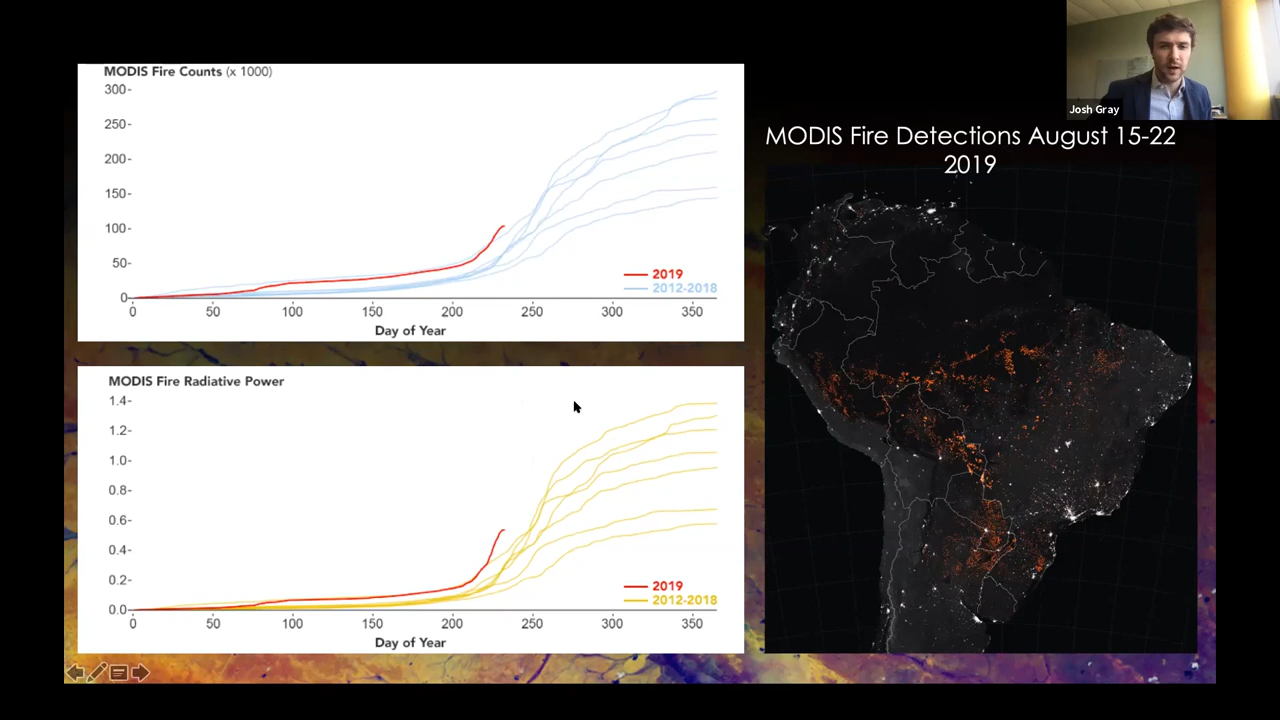 MODIS Fire Counts (x 1000)
300-
250-
200-
150-
100-
50-
0-
0 50 100 150 200 250 300 350
Day of Year
2019
2012-2018
MODIS Fire Radiative Power
1.4-
1.2-
1.0-
0.8-
0.6-
0.4-
0.2-
0.0-
0 50 100 150 200 250 300 350
Day of Year
2019
2012-2018
Josh Gray
MODIS Fire Detections August 15-22
2019